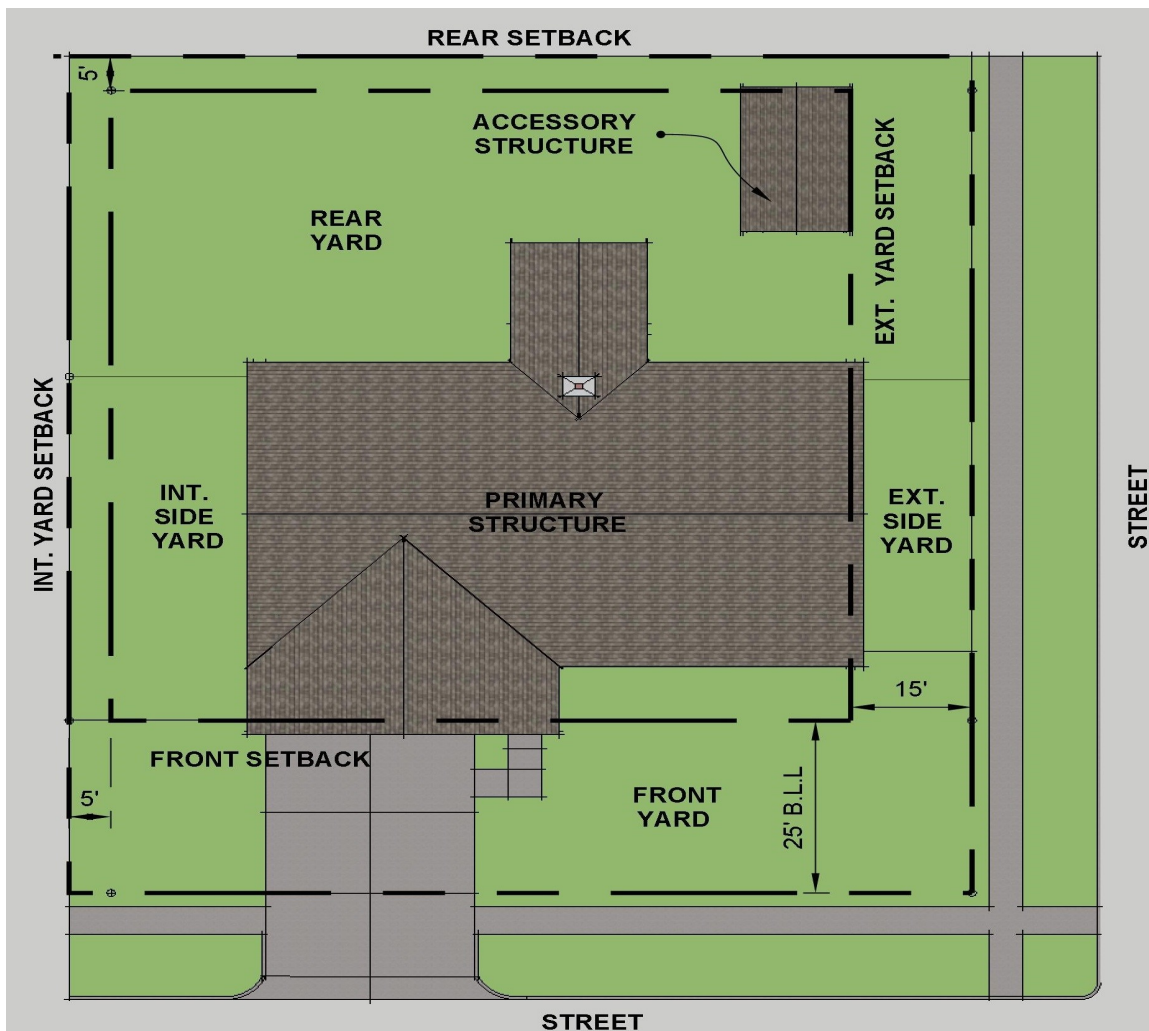 REAR SETBACK
5'
ACCESSORY
STRUCTURE
REAR
YARD
EXT. YARD SETBACK
INT. YARD SETBACK
INT.
SIDE
YARD
PRIMARY
STRUCTURE
EXT.
SIDE
YARD
STREET
15'
FRONT SETBACK
5'
FRONT
YARD
25' B.L.L
STREET